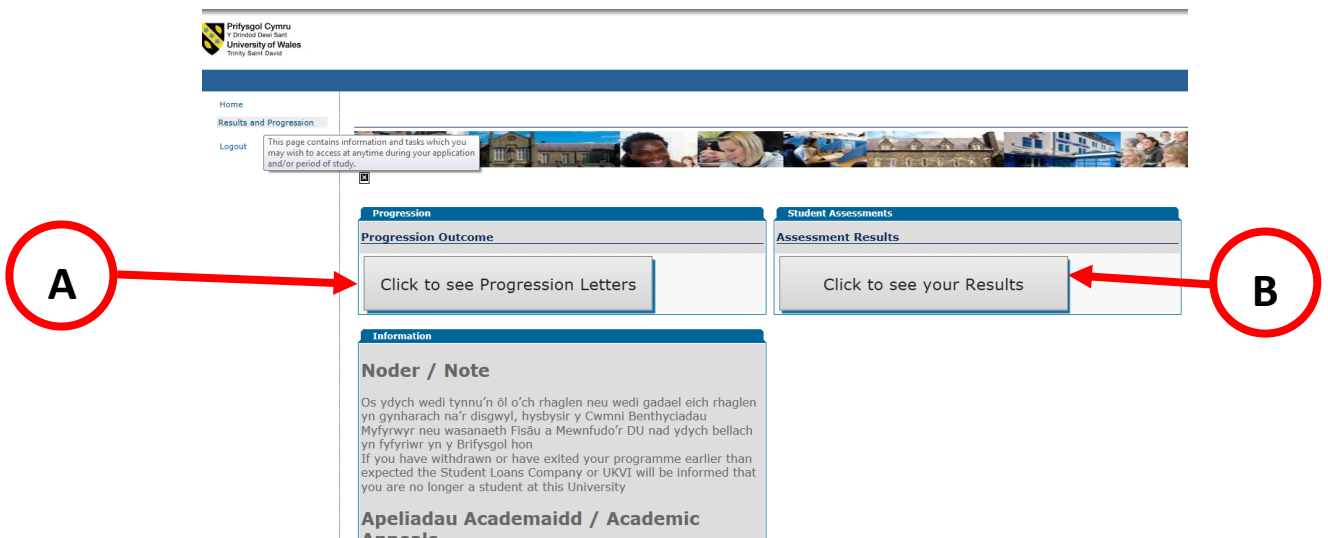 Prifysgol Cymru
Y Drindod Dewi Sant
University of Wales
Trinity Saint David
Home
Results and Progression
Logout
This page contains information and tasks which you
may wish to access at anytime during your application
and/or period of study.
Progression
Progression Outcome
Click to see Progression Letters
Student Assessments
Assessment Results
Click to see your Results
A
B
Information
Noder / Note
Os ydych wedi tynnu'n ôl o'ch rhaglen neu wedi gadael eich rhaglen
yn gynharach na'r disgwyl, hysbysir y Cwmni Benthyciadau
Myfyrwyr neu wasanaeth Fisâu a Mewnfudo'r DU nad ydych bellach
yn fyfyriwr yn y Brifysgol hon
If you have withdrawn or have exited your programme earlier than
expected the Student Loans Company or UKVI will be informed that
you are no longer a student at this University
Apeliadau Academaidd / Academic
Appeals